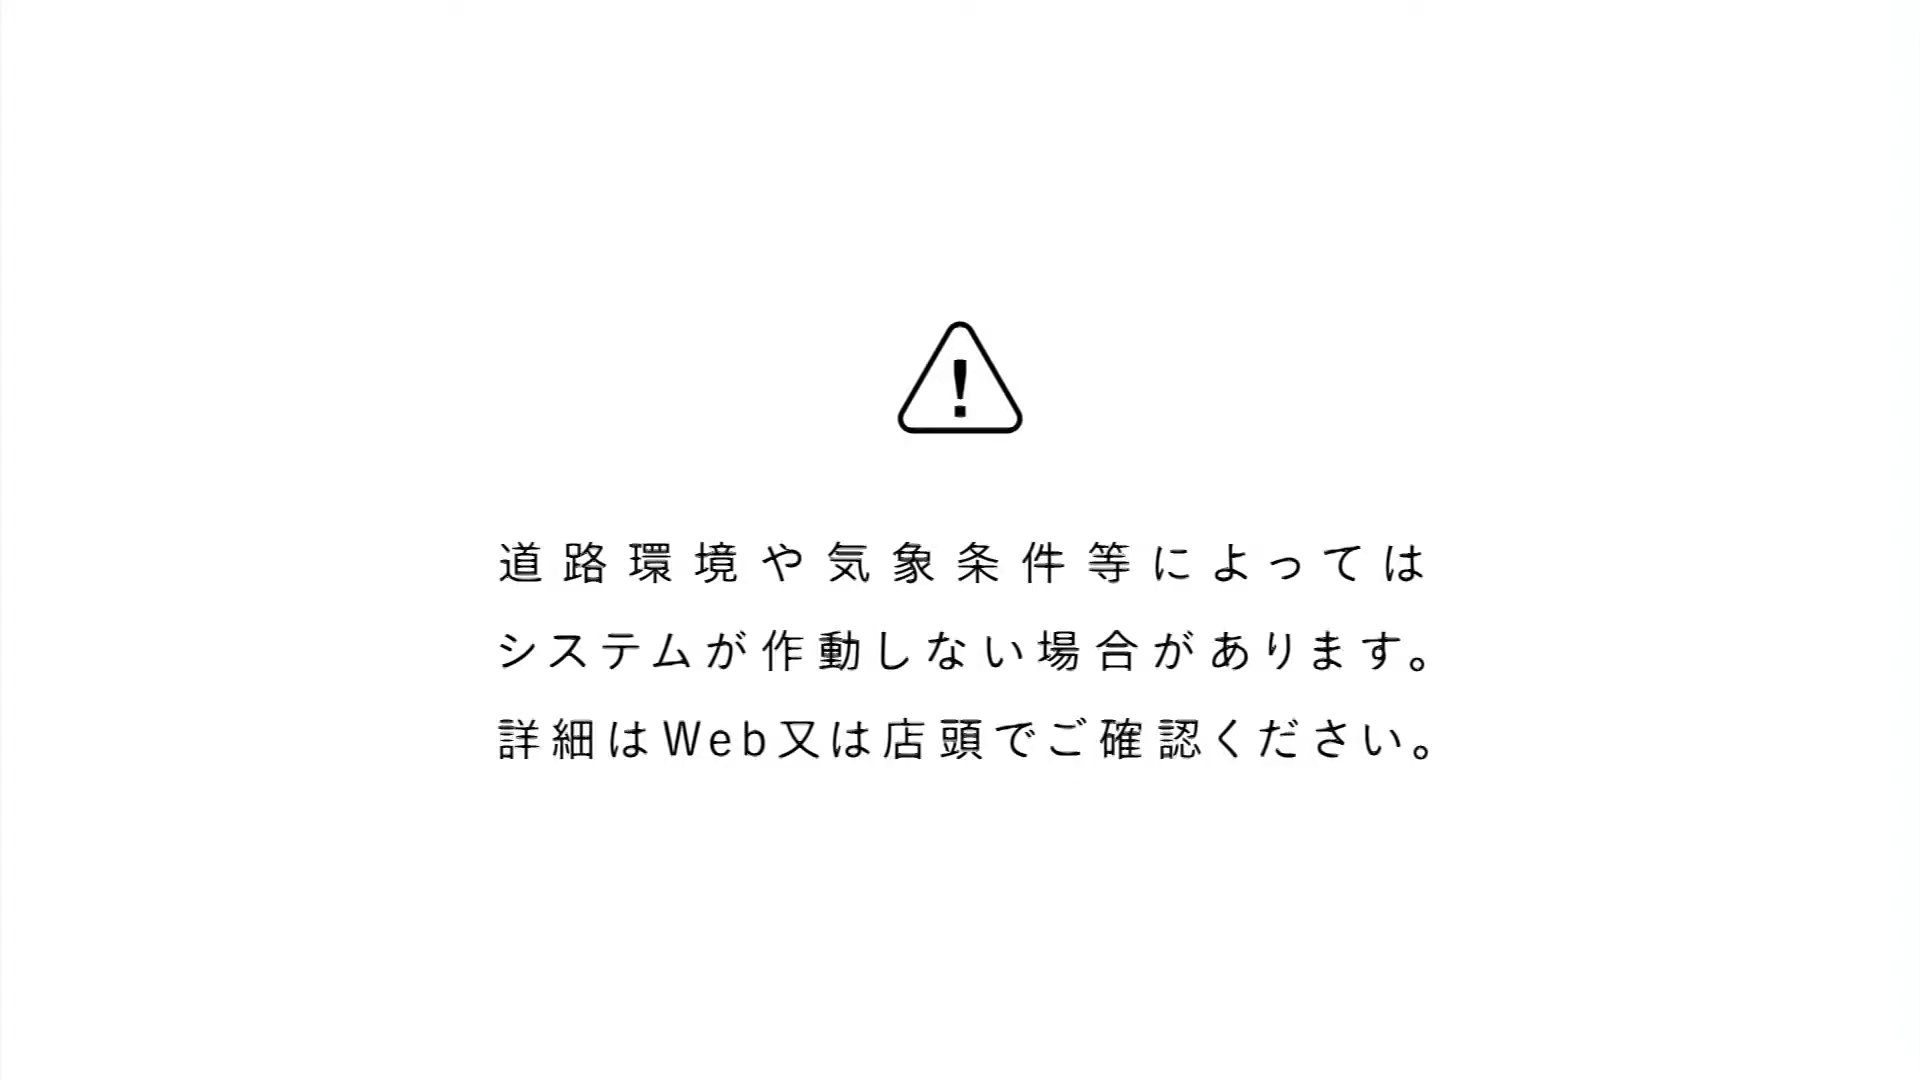 道路環境や気象条件等によっては
システムが作動しない場合があります。
詳細はWeb又は店頭でご確認ください。